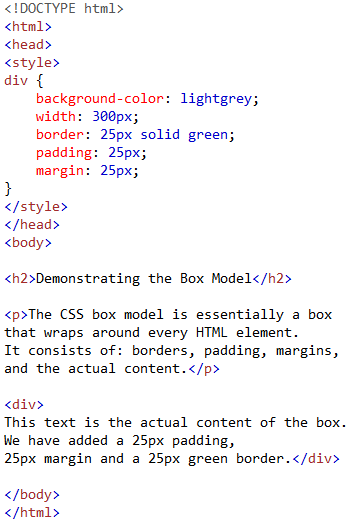 <!DOCTYPE html>
<html>
<head>
<style>
div {
    background-color: lightgrey;
    width: 300px;
    border: 25px solid green;
    padding: 25px;
    margin: 25px;
}
</style>
</head>
<body>

<h2>Demonstrating the Box Model</h2>

<p>The CSS box model is essentially a box
that wraps around every HTML element.
It consists of: borders, padding, margins,
and the actual content.</p>

<div>
This text is the actual content of the box.
We have added a 25px padding,
25px margin and a 25px green border.</div>

</body>
</html>